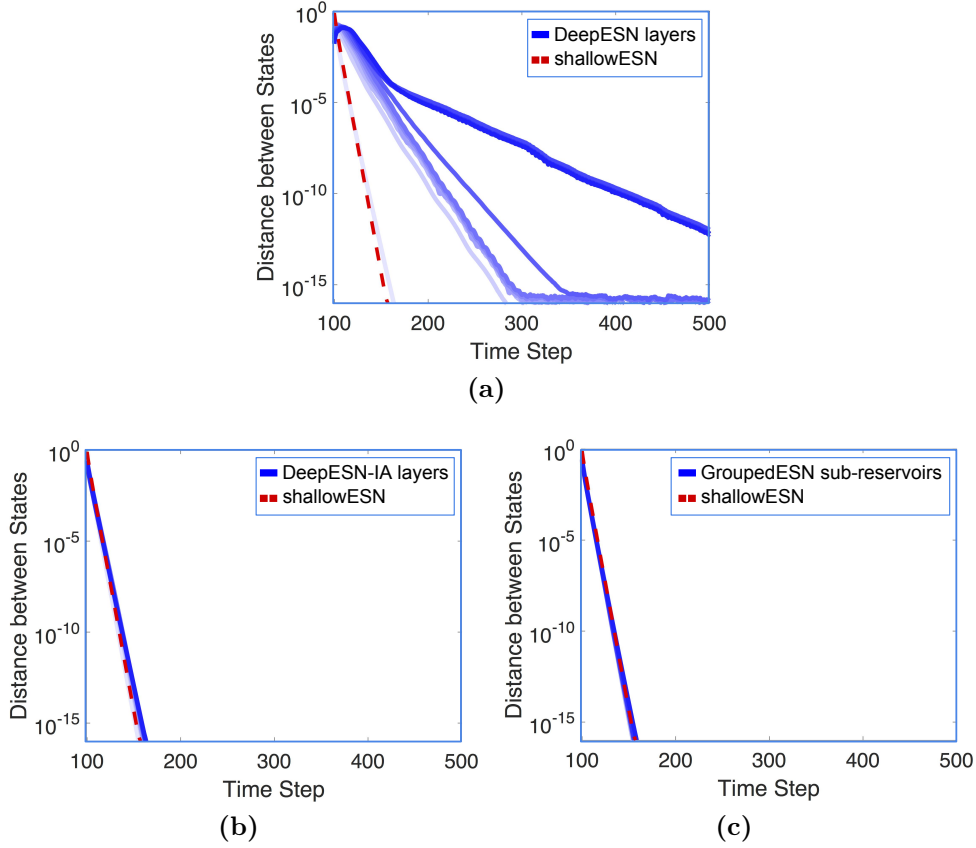 10^0
DeepESN layers
shallowESN
10^-5
10^-10
10^-15
Distance between States
100 200 300 400 500
Time Step
(a)
10^0
DeepESN-IA layers
shallowESN
10^-5
10^-10
10^-15
Distance between States
100 200 300 400 500
Time Step
(b)
10^0
GroupedESN sub-reservoirs
shallowESN
10^-5
10^-10
10^-15
Distance between States
100 200 300 400 500
Time Step
(c)